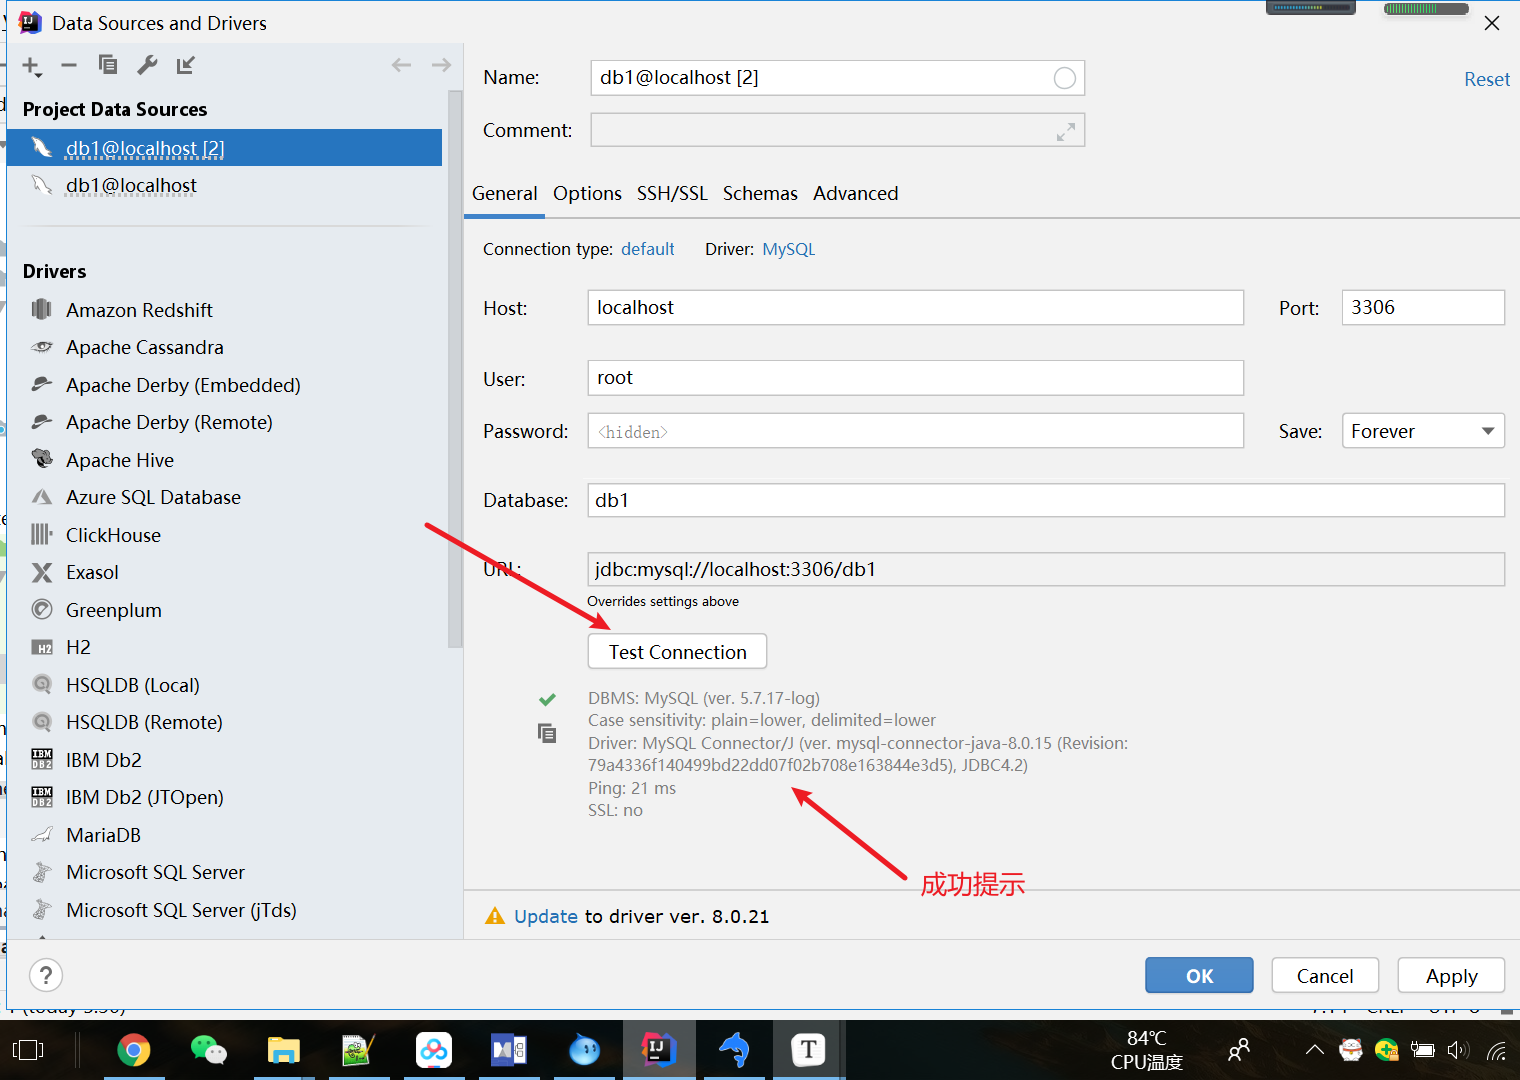 Data Sources and Drivers
Project Data Sources
db1@localhost [2]
db1@localhost
Drivers
Amazon Redshift
Apache Cassandra
Apache Derby (Embedded)
Apache Derby (Remote)
Apache Hive
Azure SQL Database
ClickHouse
Exasol
Greenplum
H2
HSQLDB (Local)
HSQLDB (Remote)
IBM Db2
IBM Db2 (JTOpen)
MariaDB
Microsoft SQL Server
Microsoft SQL Server (jTds)
Name: db1@localhost [2]
Reset
Comment:
General Options SSH/SSL Schemas Advanced
Connection type: default Driver: MySQL
Host: localhost Port: 3306
User: root
Password: <hidden> Save: Forever
Database: db1
URL: jdbc:mysql://localhost:3306/db1
Overrides settings above
Test Connection
DBMS: MySQL (ver. 5.7.17-log)
Case sensitivity: plain=lower, delimited=lower
Driver: MySQL Connector/J (ver. mysql-connector-java-8.0.15 (Revision:
79a4336f140499bd22dd07f02b708e163844e3d5), JDBC4.2)
Ping: 21 ms
SSL: no
成功提示
Update to driver ver. 8.0.21
? OK Cancel Apply
84℃
CPU温度